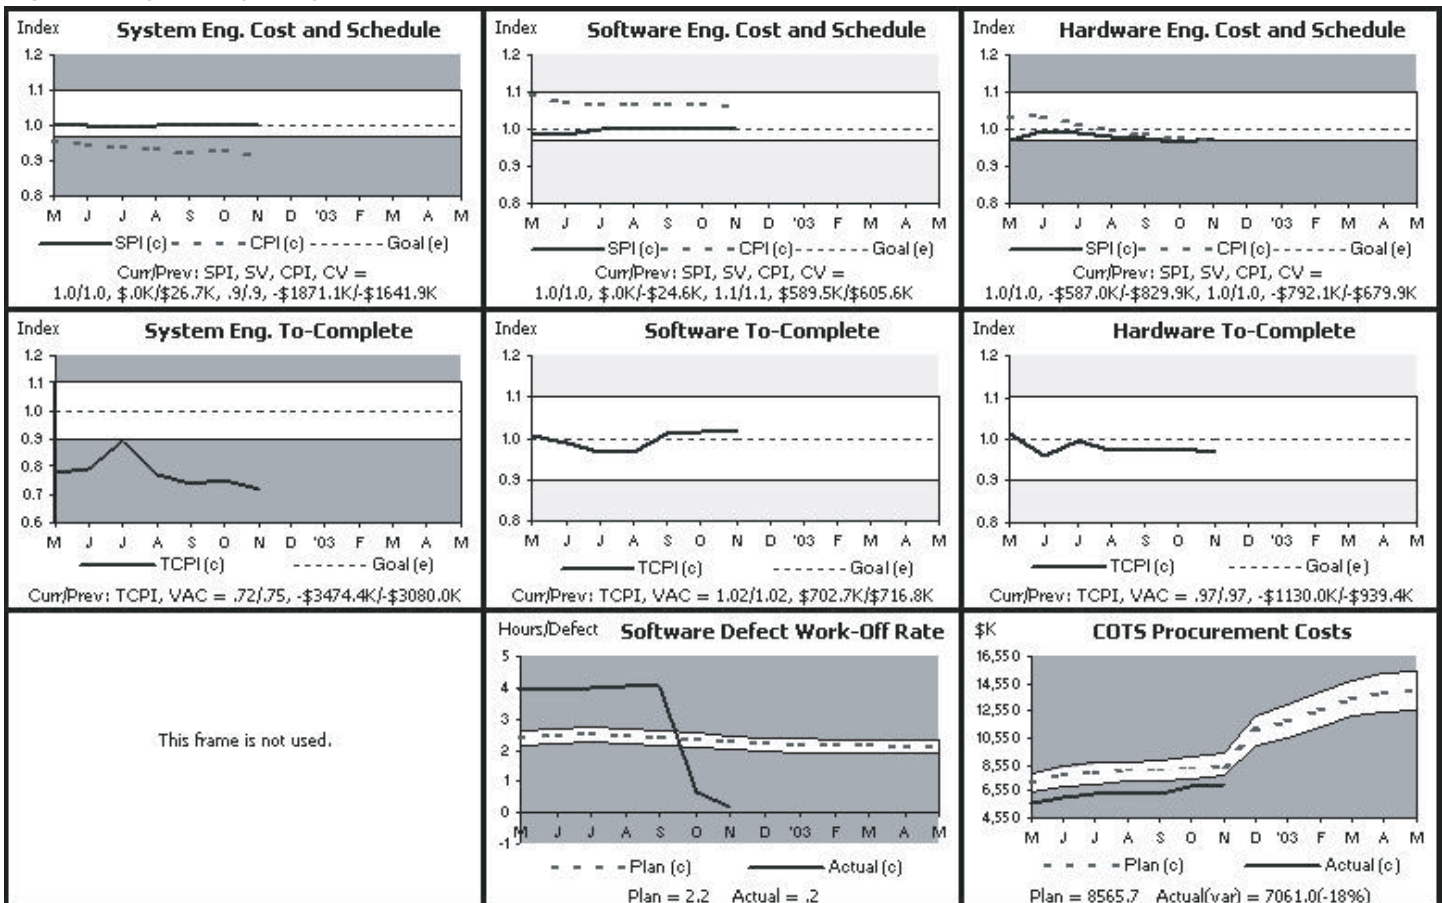 Index System Eng. Cost and Schedule
1.2
1.1
1.0
0.9
0.8
M J J A S O N D '03 F M A M
SPI(c) CPI(c) Goal(e)
Curr/Prev: SPI, SV, CPI, CV =
1.0/1.0, $.0K/$26.7K, .9/.9, -$1871.1K/-$1641.9K
Index Software Eng. Cost and Schedule
1.2
1.1
1.0
0.9
0.8
M J J A S O N D '03 F M A M
SPI(c) CPI(c) Goal(e)
Curr/Prev: SPI, SV, CPI, CV =
1.0/1.0, $.0K/-$24.6K, 1.1/1.1, $589.5K/$605.6K
Index Hardware Eng. Cost and Schedule
1.2
1.1
1.0
0.9
0.8
M J J A S O N D '03 F M A M
SPI(c) CPI(c) Goal(e)
Curr/Prev: SPI, SV, CPI, CV =
1.0/1.0, -$587.0K/-$829.9K, 1.0/1.0, -$792.1K/-$679.9K
Index System Eng. To-Complete
1.2
1.1
1.0
0.9
0.8
0.7
0.6
M J J A S O N D '03 F M A M
TCPI(c) Goal(e)
Curr/Prev: TCPI, VAC = .72/.75, -$3474.4K/-$3080.0K
Index Software To-Complete
1.2
1.1
1.0
0.9
0.8
M J J A S O N D '03 F M A M
TCPI(c) Goal(e)
Curr/Prev: TCPI, VAC = 1.02/1.02, $702.7K/$716.8K
Index Hardware To-Complete
1.2
1.1
1.0
0.9
0.8
M J J A S O N D '03 F M A M
TCPI(c) Goal(e)
Curr/Prev: TCPI, VAC = .97/.97, -$1130.0K/-$939.4K
This frame is not used.
Hours/Defect Software Defect Work-Off Rate
5
4
3
2
1
0
-1
M J J A S O N D '03 F M A M
Plan (c) Actual (c)
Plan = 2.2 Actual = .2
$K COTS Procurement Costs
16,550
14,550
12,550
10,550
8,550
6,550
4,550
M J J A S O N D '03 F M A M
Plan (c) Actual (c)
Plan = 8565.7 Actual(var) = 7061.0(-18%)